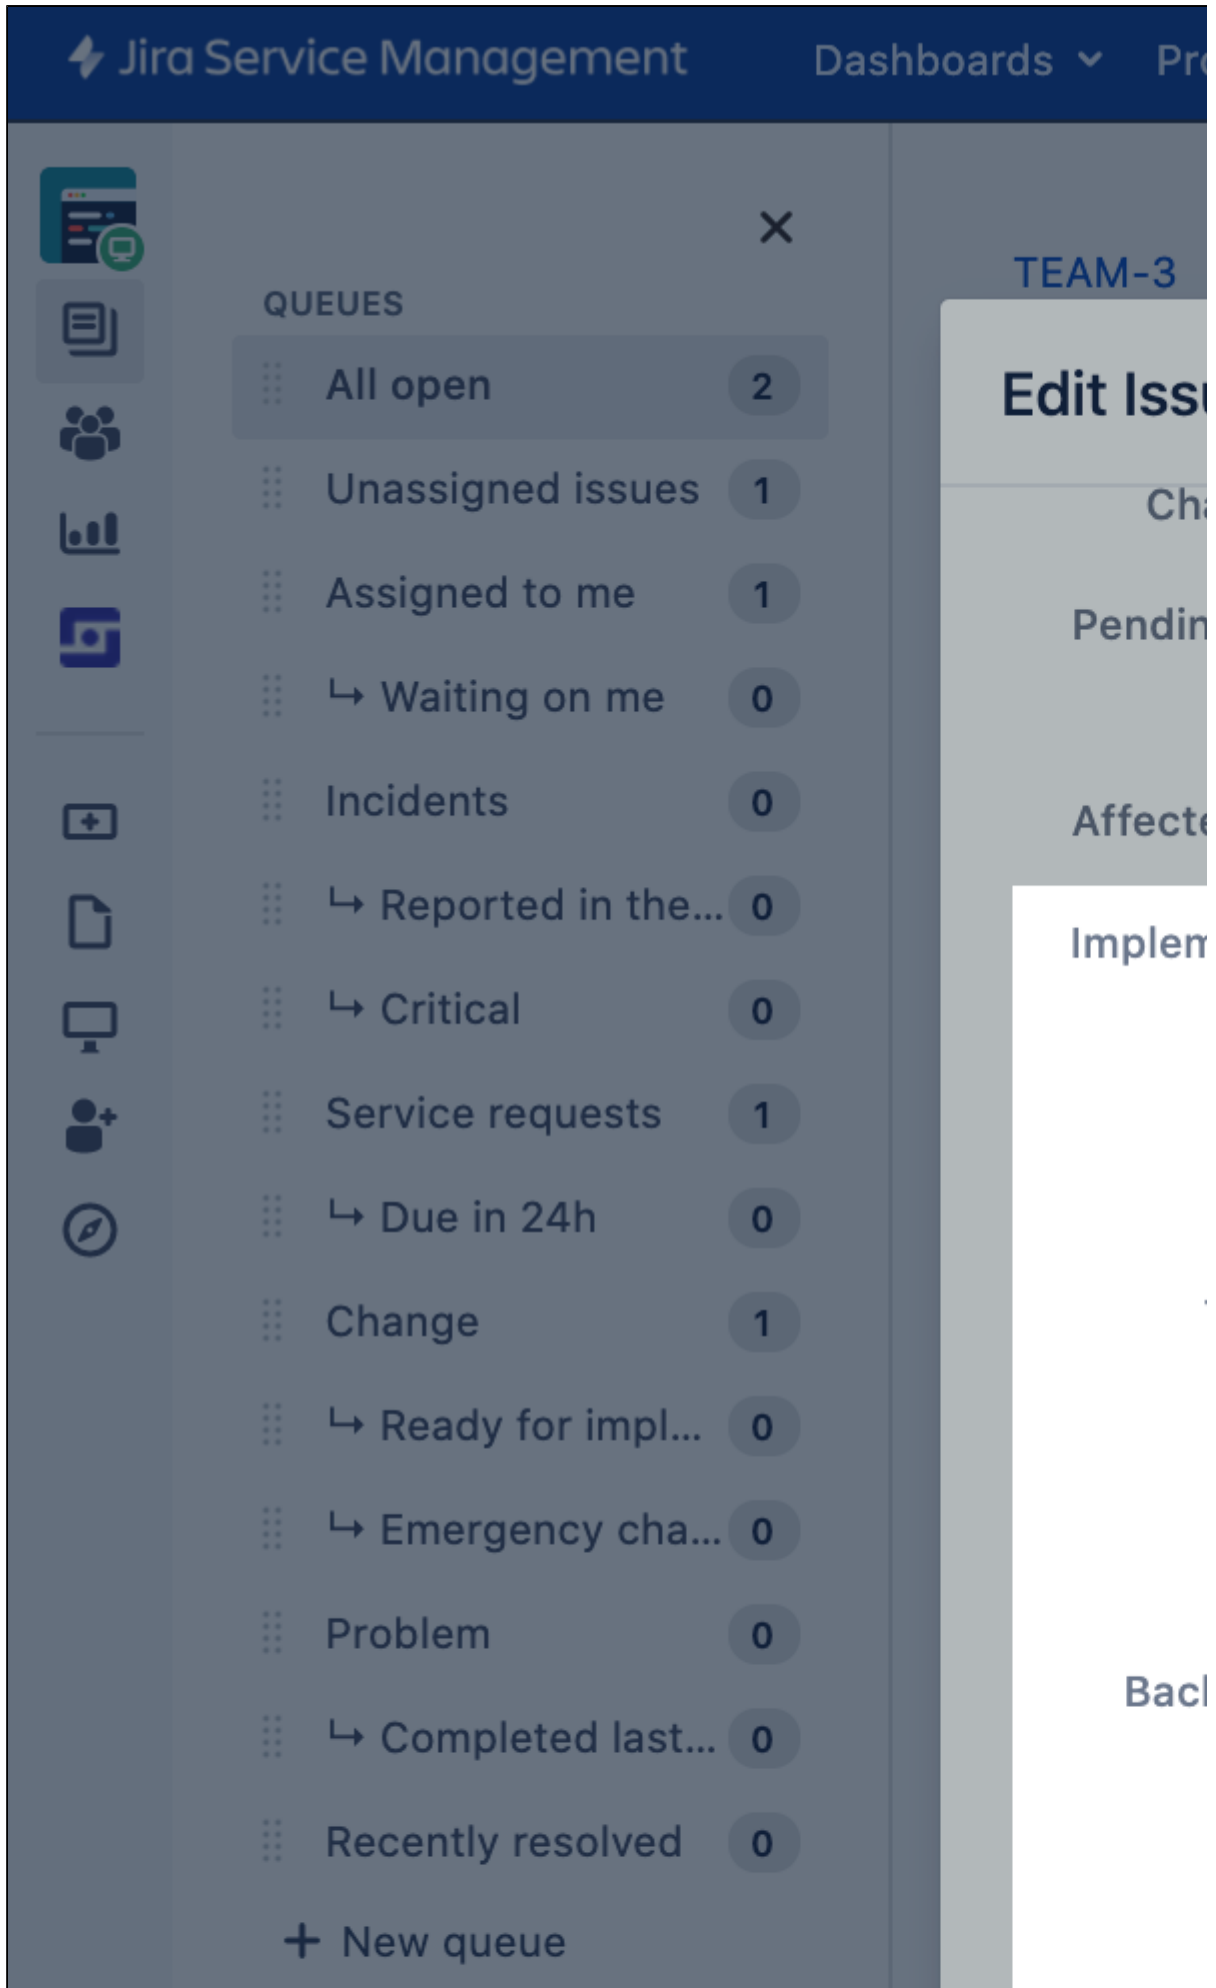 Jira Service Management Dashboards
QUEUES
All open 2
Unassigned issues 1
Assigned to me 1
Waiting on me 0
Incidents 0
Reported in the... 0
Critical 0
Service requests 1
Due in 24h 0
Change 1
Ready for impl... 0
Emergency cha... 0
Problem 0
Completed last... 0
Recently resolved 0
+ New queue
TEAM-3
Edit